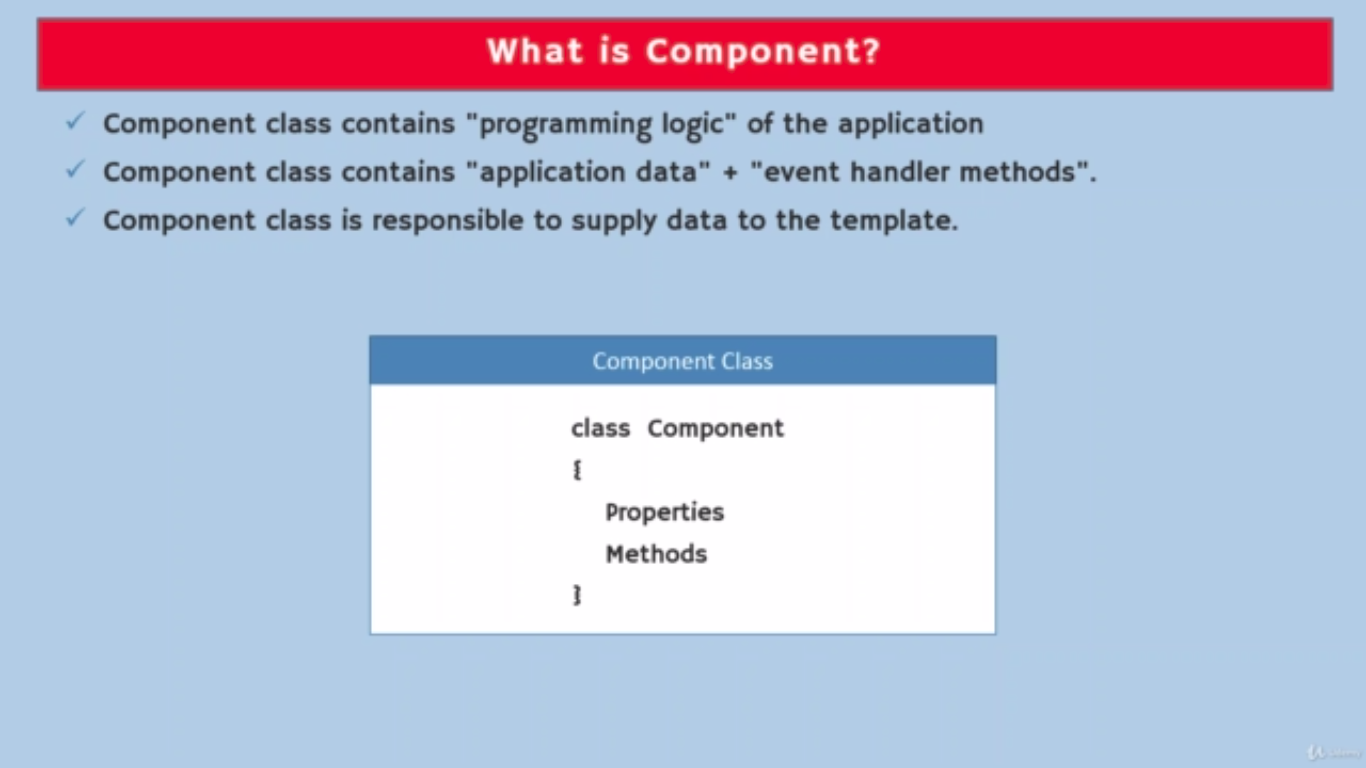 What is Component?
Component class contains "programming logic" of the application
Component class contains "application data" + "event handler methods".
Component class is responsible to supply data to the template.
Component Class
class Component
{
Properties
Methods
}